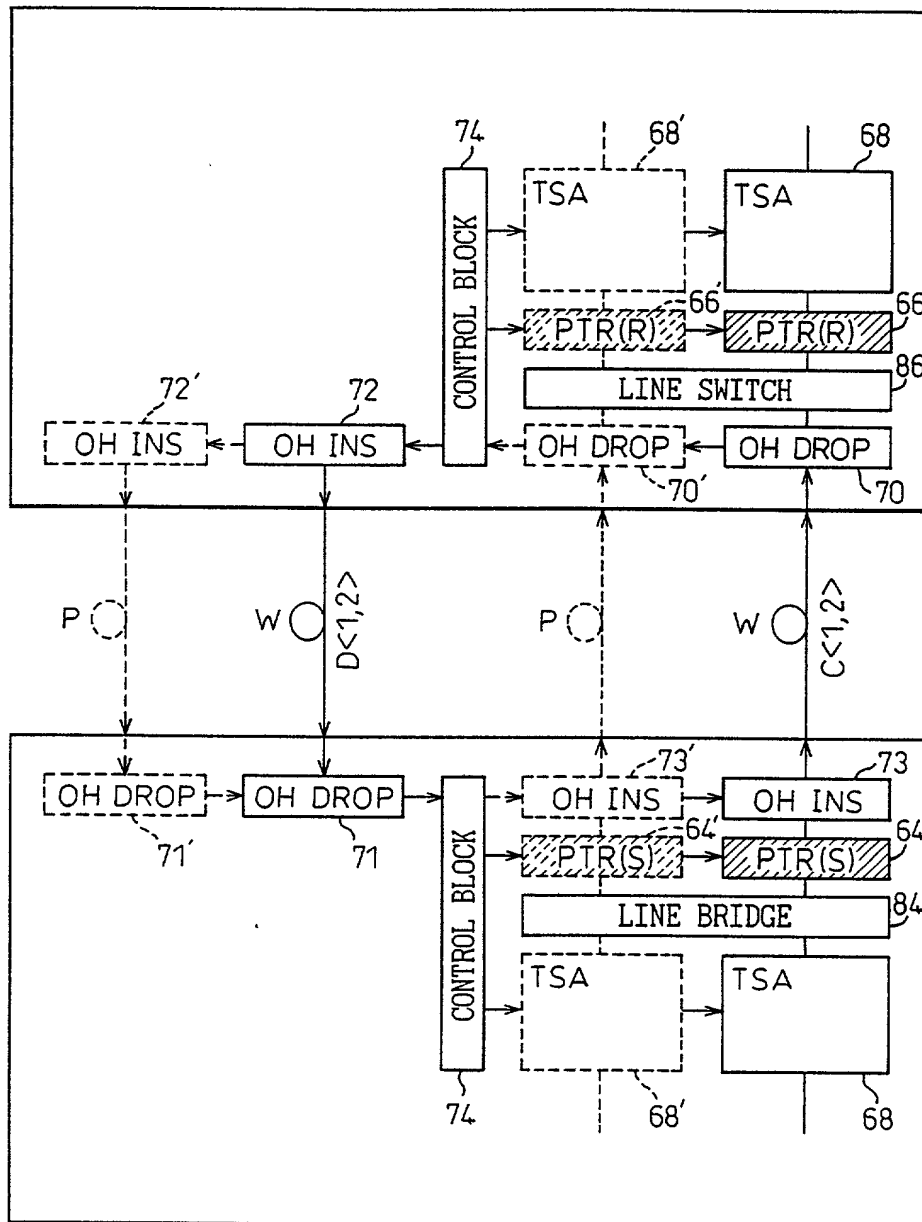 74
68'
68
TSA
TSA
CONTROL BLOCK
66'
66
PTR(R)
PTR(R)
86
LINE SWITCH
72'
72
OH INS
OH INS
OH DROP
OH DROP
70'
70
P
W
D<1,2>
P
W
C<1,2>
73'
73
OH DROP
OH DROP
OH INS
OH INS
71'
71
64'
64
CONTROL BLOCK
PTR(S)
PTR(S)
84
LINE BRIDGE
TSA
TSA
74
68'
68